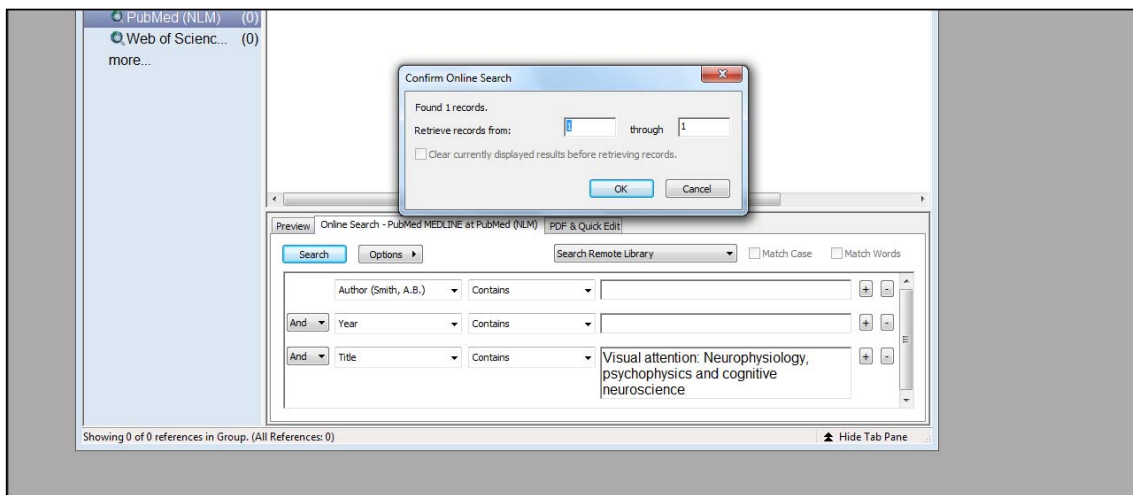 PubMed (NLM) (0)
Web of Scienc... (0)
more...
Confirm Online Search
Found 1 records.
Retrieve records from: 1 through 1
Clear currently displayed results before retrieving records.
OK Cancel
Preview Online Search - PubMed MEDLINE at PubMed (NLM) PDF & Quick Edit
Search Options Search Remote Library Match Case Match Words
Author (Smith, A.B.) Contains + -
And Year Contains + -
And Title Contains Visual attention: Neurophysiology, + -
psychophysics and cognitive
neuroscience
Showing 0 of 0 references in Group. (All References: 0) Hide Tab Pane